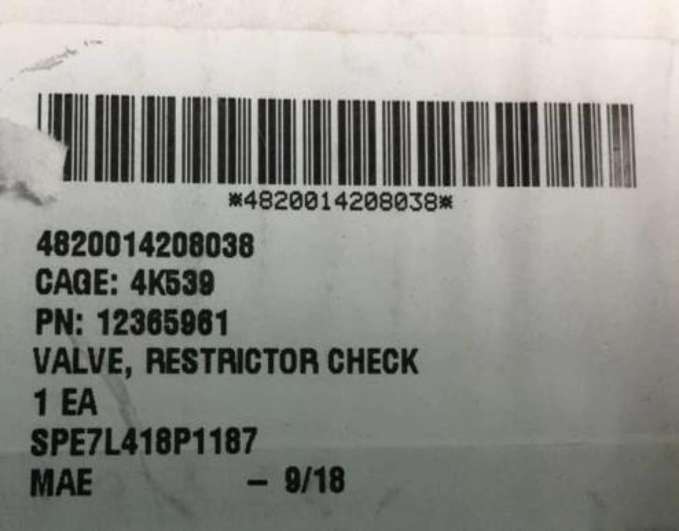 *4820014208038*
4820014208038
CAGE: 4K539
PN: 12365961
VALVE, RESTRICTOR CHECK
1 EA
SPE7L418P1187
MAE – 9/18